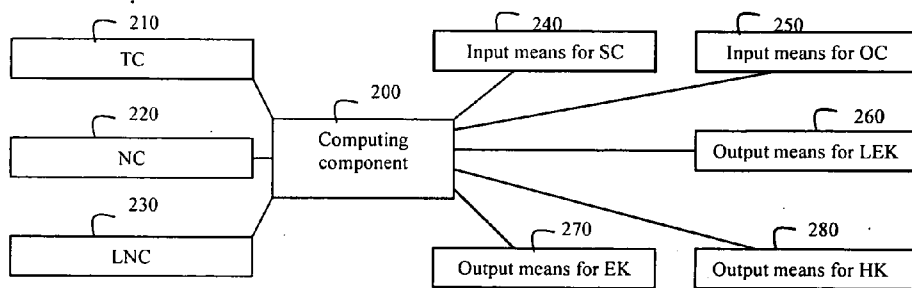 210
TC
220
NC
230
LNC
200
Computing
component
240
Input means for SC
250
Input means for OC
260
Output means for LEK
270
Output means for EK
280
Output means for HK